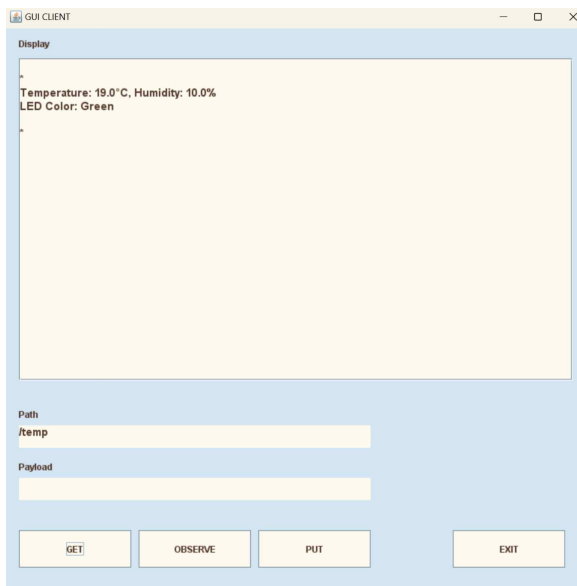 GUI CLIENT
Display
*
Temperature: 19.0°C, Humidity: 10.0%
LED Color: Green
*
Path
/temp
Payload
GET
OBSERVE
PUT
EXIT